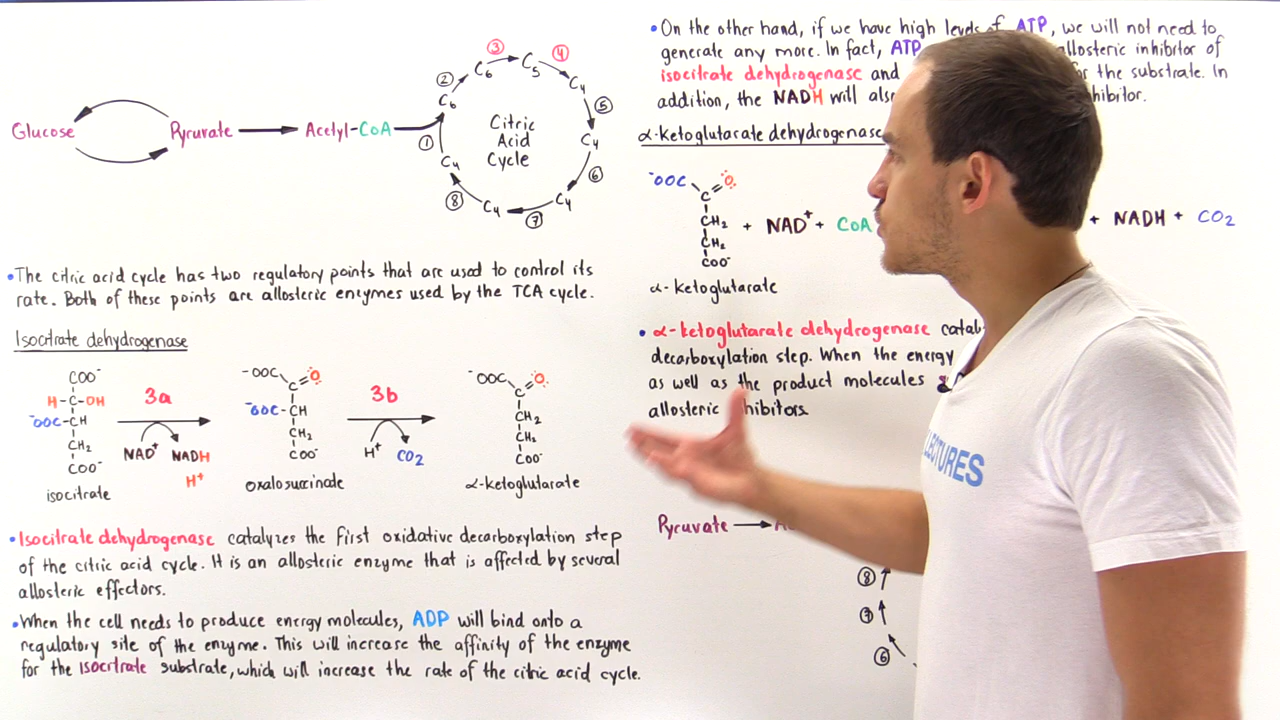 Glucose
Pyruvate
Acetyl-CoA
Citric
Acid
Cycle
C6
②
C6
③
C5
④
C4
⑤
C4
⑥
C4
⑦
C4
⑧
C4
①
•The citric acid cycle has two regulatory points that are used to control its
rate. Both of these points are allosteric enzymes used by the TCA cycle.
Isocitrate dehydrogenase
COO⁻
H-C-OH
⁻OOC-CH
CH2
COO⁻
isocitrate
3a
NAD⁺ NADH
H⁺
⁻OOC
C=O
⁻OOC-CH
CH2
COO⁻
oxalosuccinate
3b
H⁺ CO2
⁻OOC
C=O
CH2
CH2
COO⁻
α-ketoglutarate
•Isocitrate dehydrogenase catalyzes the first oxidative decarboxylation step
of the citric acid cycle. It is an allosteric enzyme that is affected by several
allosteric effectors.
•When the cell needs to produce energy molecules, ADP will bind onto a
regulatory site of the enzyme. This will increase the affinity of the enzyme
for the isocitrate substrate, which will increase the rate of the citric acid cycle.
•On the other hand, if we have high levels of ATP, we will not need to
generate any more. In fact, ATP allosteric inhibitor of
isocitrate dehydrogenase and for the substrate. In
addition, the NADH will also
α-ketoglutarate dehydrogenase
⁻OOC
C=O
CH2 + NAD⁺ + CoA + NADH + CO2
CH2
COO⁻
α-ketoglutarate
•α-ketoglutarate dehydrogenase
decarboxylation step. When the energy
as well as the product molecules
allosteric inhibitors
Pyruvate
⑧
⑦
⑥
LECTURES